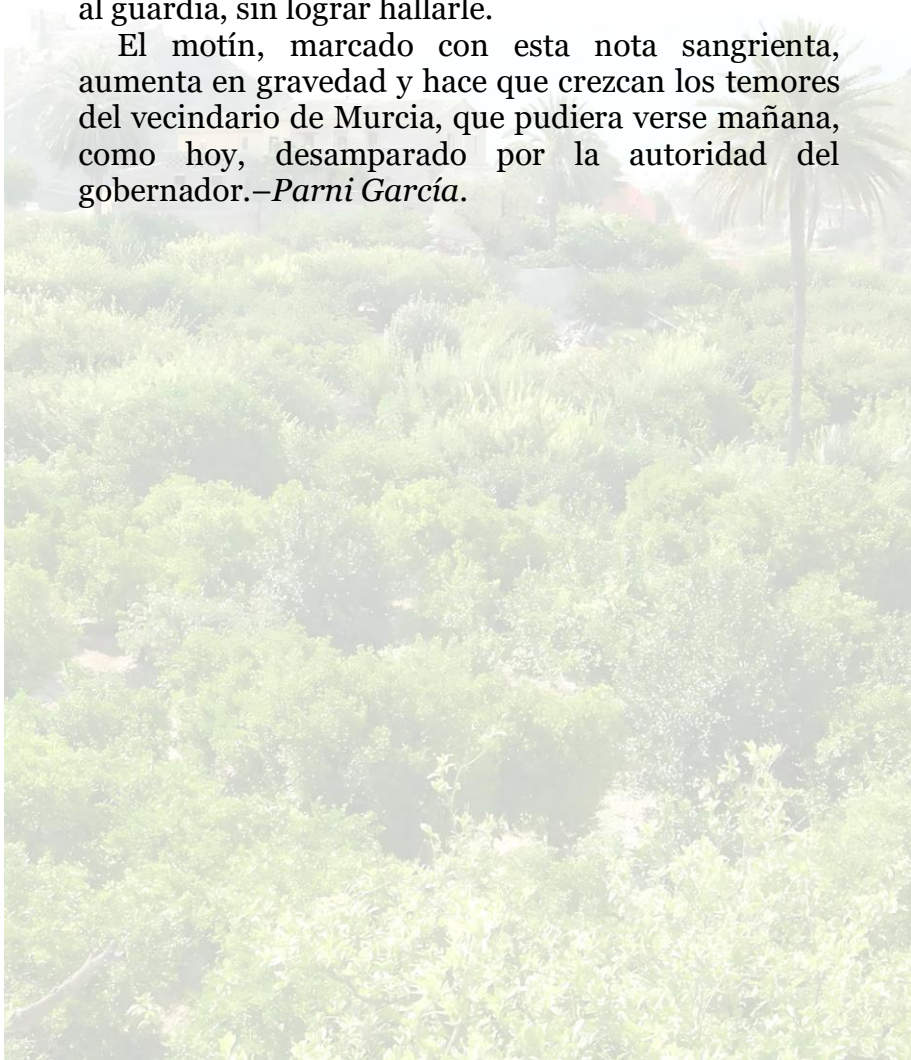 al guardia, sin lograr hallarle.
El motín, marcado con esta nota sangrienta,
aumenta en gravedad y hace que crezcan los temores
del vecindario de Murcia, que pudiera verse mañana,
como hoy, desamparado por la autoridad del
gobernador.–Parni García.